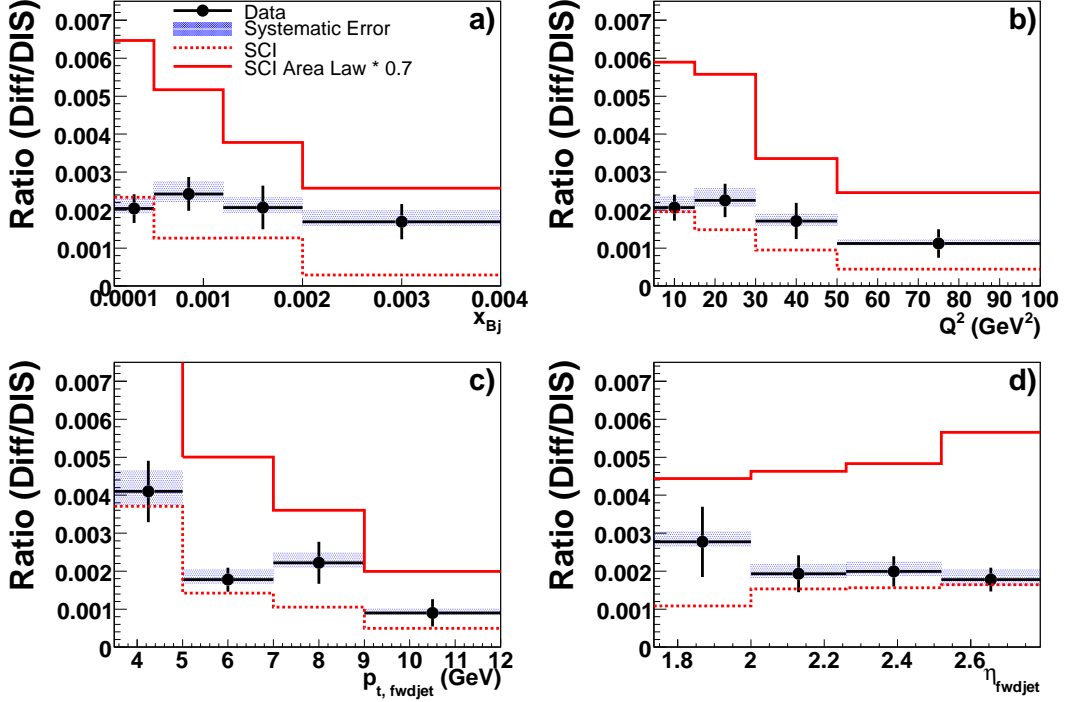 a)
Data
Systematic Error
SCI
SCI Area Law * 0.7
Ratio (Diff/DIS)
0.007
0.006
0.005
0.004
0.003
0.002
0.001
0
0.0001 0.001 0.002 0.003 0.004
x_Bj
b)
Ratio (Diff/DIS)
0.007
0.006
0.005
0.004
0.003
0.002
0.001
0
10 20 30 40 50 60 70 80 90 100
Q² (GeV²)
c)
Ratio (Diff/DIS)
0.007
0.006
0.005
0.004
0.003
0.002
0.001
0
4 5 6 7 8 9 10 11 12
p_t, fwdjet (GeV)
d)
Ratio (Diff/DIS)
0.007
0.006
0.005
0.004
0.003
0.002
0.001
0
1.8 2 2.2 2.4 2.6
η_fwdjet